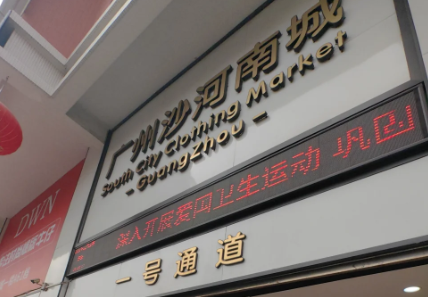 广州沙河南城
South City Clothing Market
- Guangzhou -
深入开展爱国卫生运动 巩固
一号通道
DWN